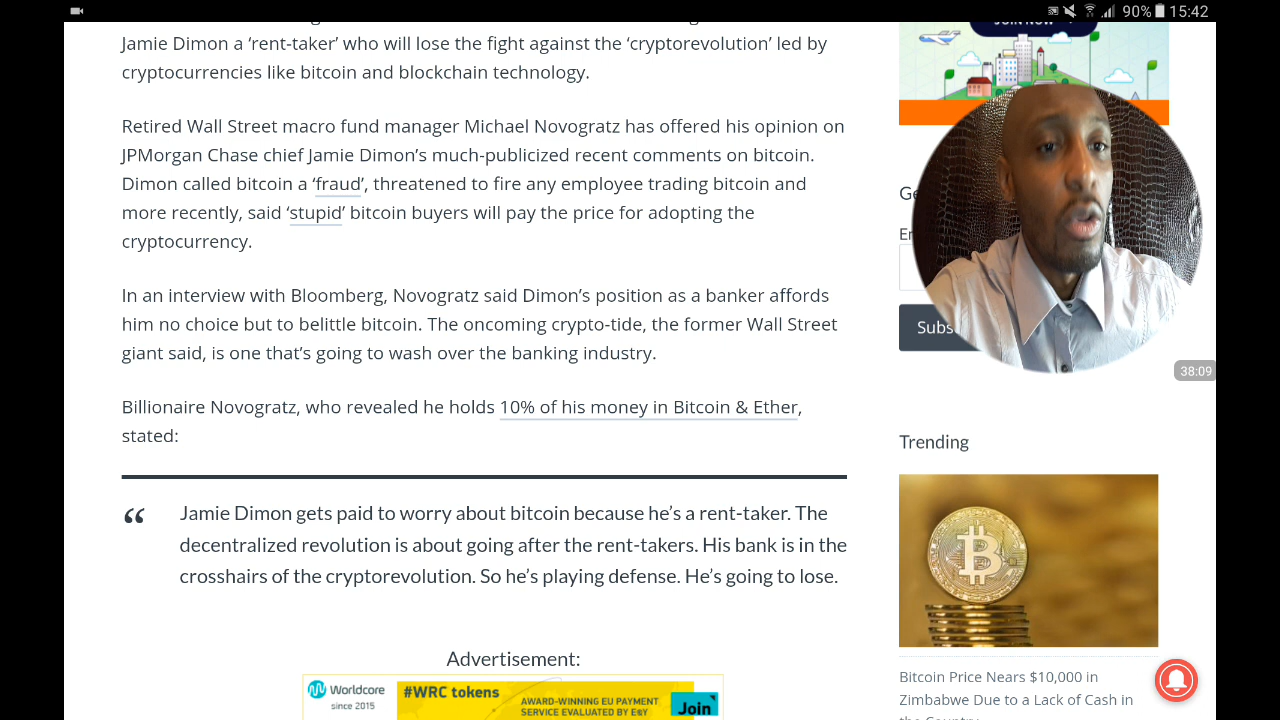 90% 15:42
JOIN NOW
Jamie Dimon a 'rent-taker' who will lose the fight against the 'cryptorevolution' led by
cryptocurrencies like bitcoin and blockchain technology.
Retired Wall Street macro fund manager Michael Novogratz has offered his opinion on
JPMorgan Chase chief Jamie Dimon's much-publicized recent comments on bitcoin.
Dimon called bitcoin a 'fraud', threatened to fire any employee trading bitcoin and
more recently, said 'stupid' bitcoin buyers will pay the price for adopting the
cryptocurrency.
In an interview with Bloomberg, Novogratz said Dimon's position as a banker affords
him no choice but to belittle bitcoin. The oncoming crypto-tide, the former Wall Street
giant said, is one that's going to wash over the banking industry.
Billionaire Novogratz, who revealed he holds 10% of his money in Bitcoin & Ether,
stated:
“ Jamie Dimon gets paid to worry about bitcoin because he's a rent-taker. The
decentralized revolution is about going after the rent-takers. His bank is in the
crosshairs of the cryptorevolution. So he's playing defense. He's going to lose.
Advertisement:
Worldcore
since 2015
#WRC tokens
AWARD-WINNING EU PAYMENT
SERVICE EVALUATED BY E&Y
Join
Ge
Subs
38:09
Trending
Bitcoin Price Nears $10,000 in
Zimbabwe Due to a Lack of Cash in
the Country